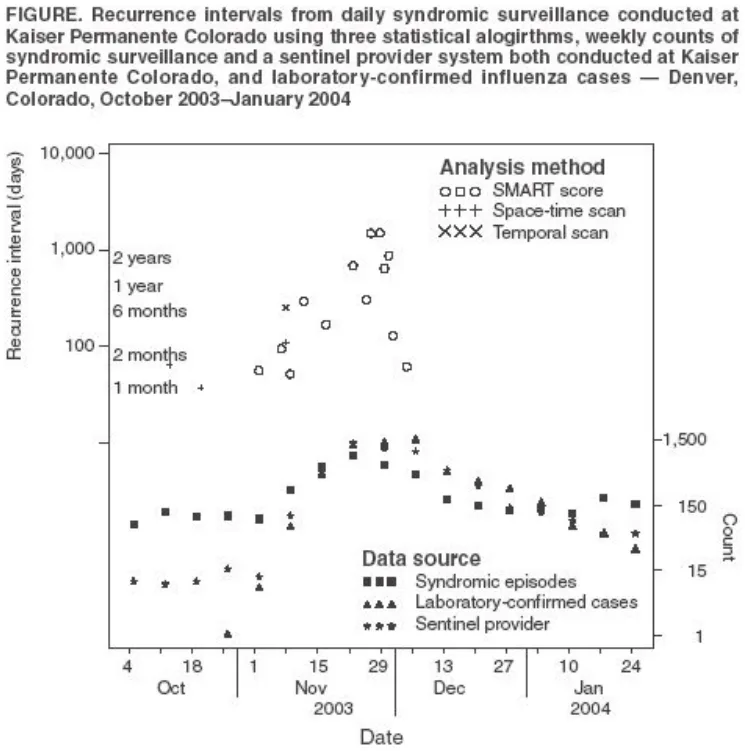 FIGURE. Recurrence intervals from daily syndromic surveillance conducted at
Kaiser Permanente Colorado using three statistical alogirthms, weekly counts of
syndromic surveillance and a sentinel provider system both conducted at Kaiser
Permanente Colorado, and laboratory-confirmed influenza cases — Denver,
Colorado, October 2003–January 2004
Recurrence interval (days)
10,000
1,000
100
2 years
1 year
6 months
2 months
1 month
Analysis method
SMART score
Space-time scan
Temporal scan
1,500
150
15
1
Count
Data source
Syndromic episodes
Laboratory-confirmed cases
Sentinel provider
4 18 1 15 29 13 27 10 24
Oct Nov Dec Jan
2003 2004
Date